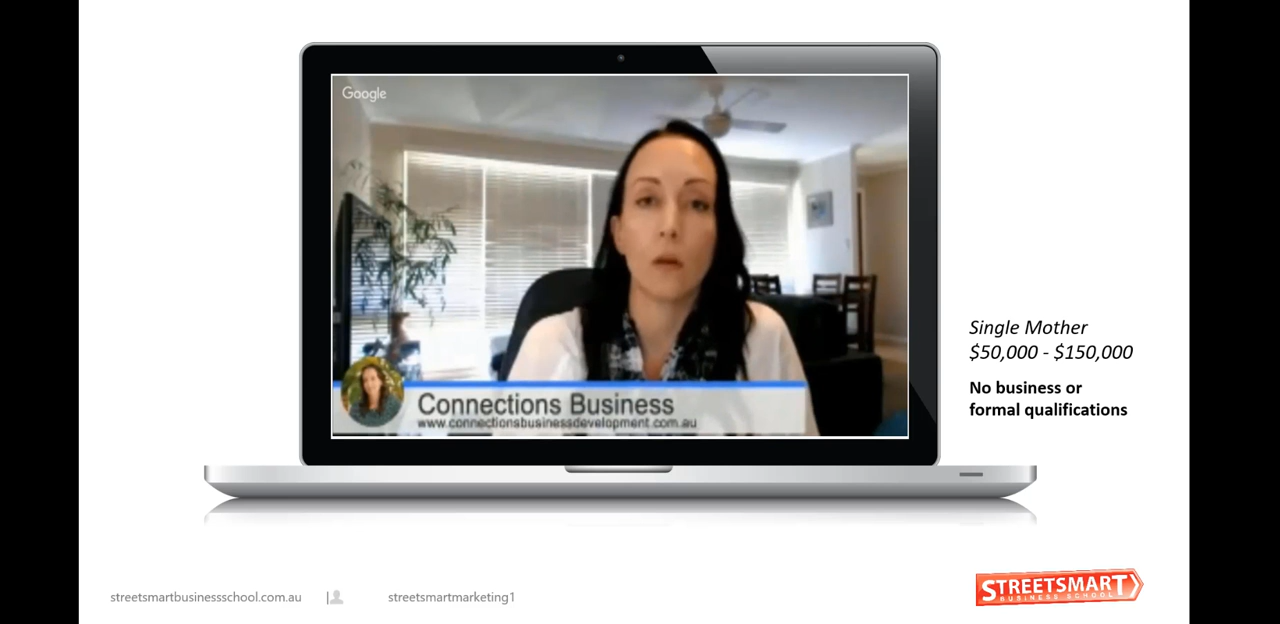 Google
Connections Business
www.connectionsbusinessdevelopment.com.au
Single Mother
$50,000 - $150,000
No business or
formal qualifications
streetsmartbusinessschool.com.au
|
streetsmartmarketing1
STREETSMART
BUSINESS SCHOOL